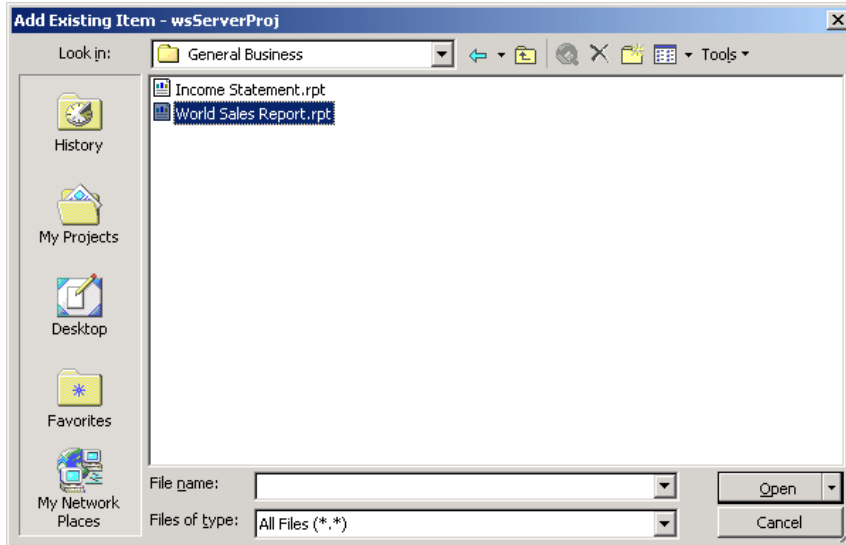 Add Existing Item - wsServerProj
Look in:
General Business
Tools
Income Statement.rpt
World Sales Report.rpt
History
My Projects
Desktop
Favorites
My Network
Places
File name:
Open
Files of type:
All Files (*.*)
Cancel